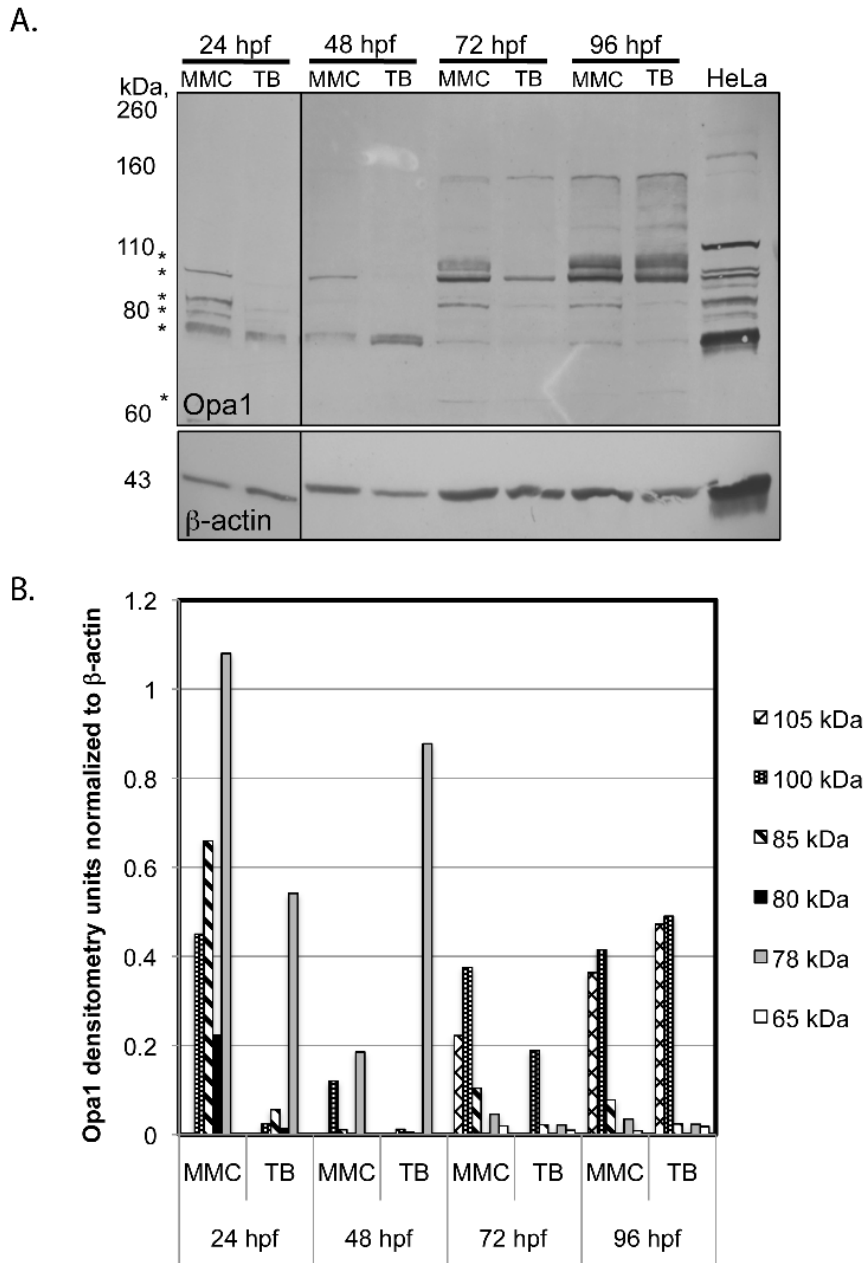 A.
24 hpf 48 hpf 72 hpf 96 hpf
kDa, MMC TB MMC TB MMC TB MMC TB HeLa
260
160
110 *
*
*
80 *
*
60 *
Opa1
43
β-actin
B.
Opa1 densitometry units normalized to β-actin
1.2
1
0.8
0.6
0.4
0.2
0
105 kDa
100 kDa
85 kDa
80 kDa
78 kDa
65 kDa
MMC TB MMC TB MMC TB MMC TB
24 hpf 48 hpf 72 hpf 96 hpf